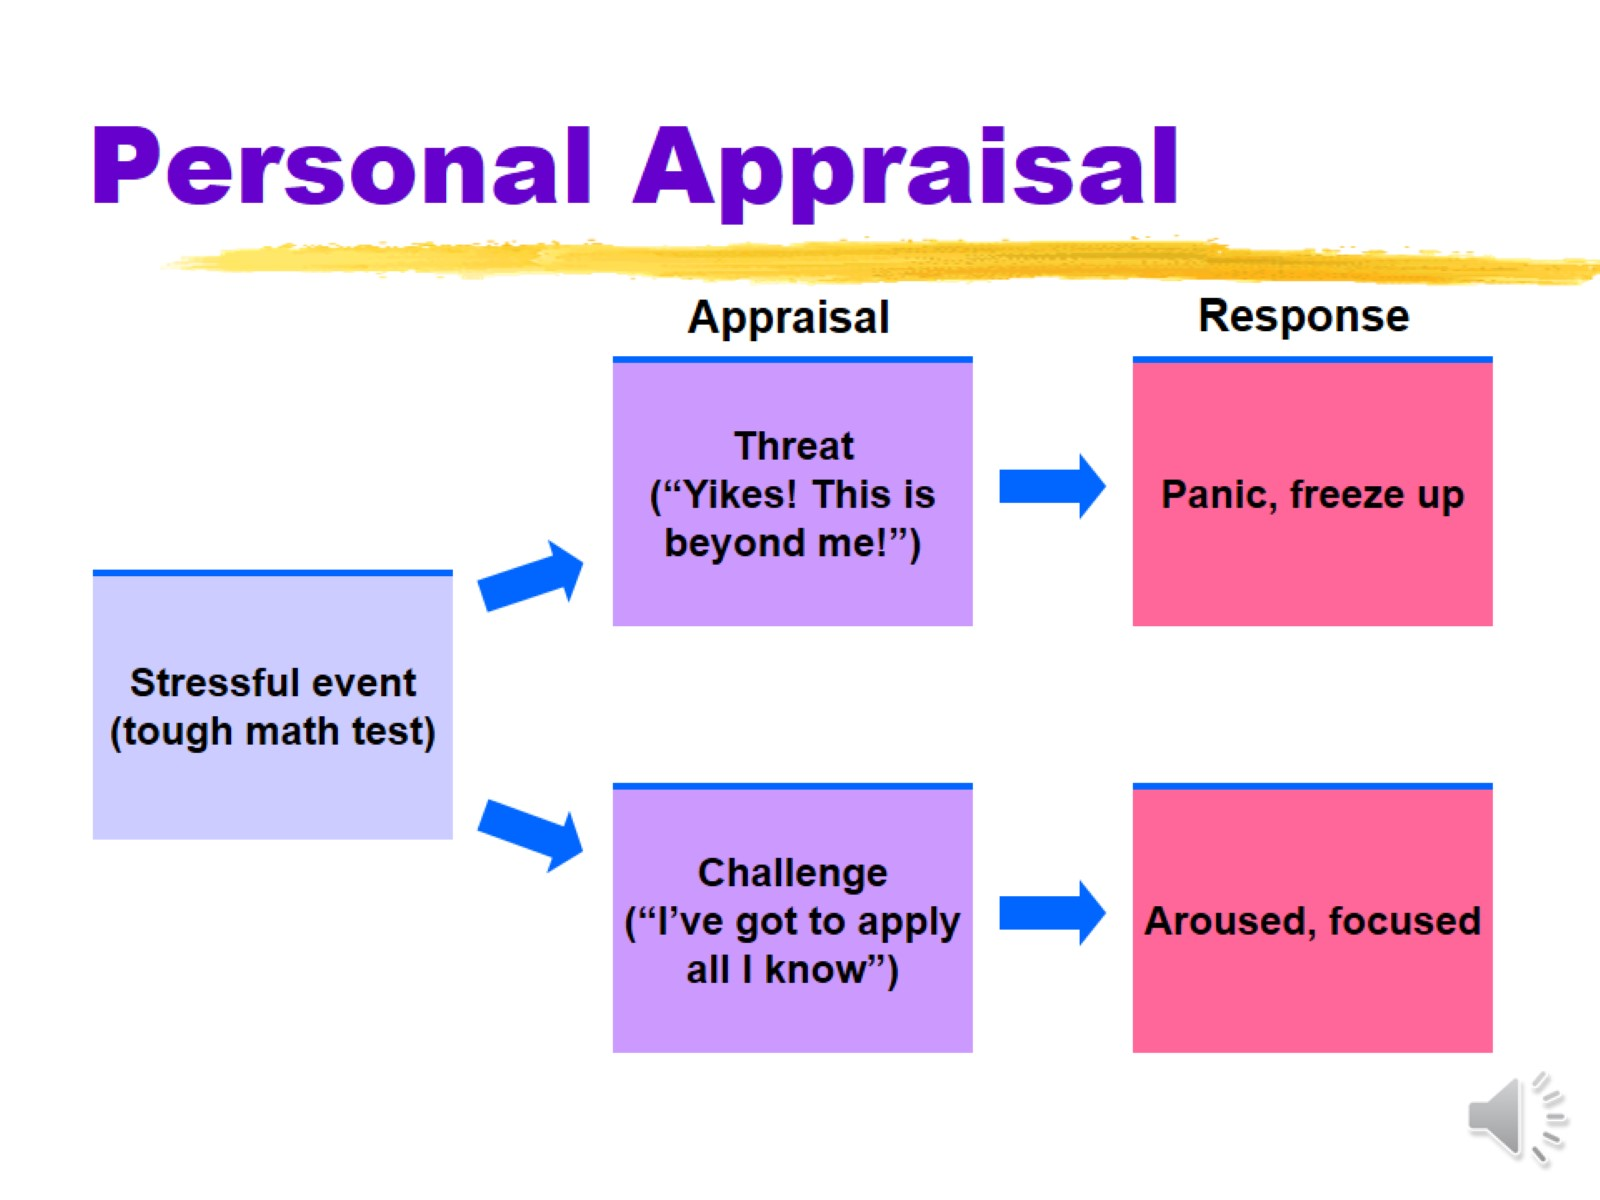 Personal Appraisal
Appraisal
Response
Threat
(“Yikes! This is
beyond me!”)
Panic, freeze up
Stressful event
(tough math test)
Challenge
(“I’ve got to apply
all I know”)
Aroused, focused